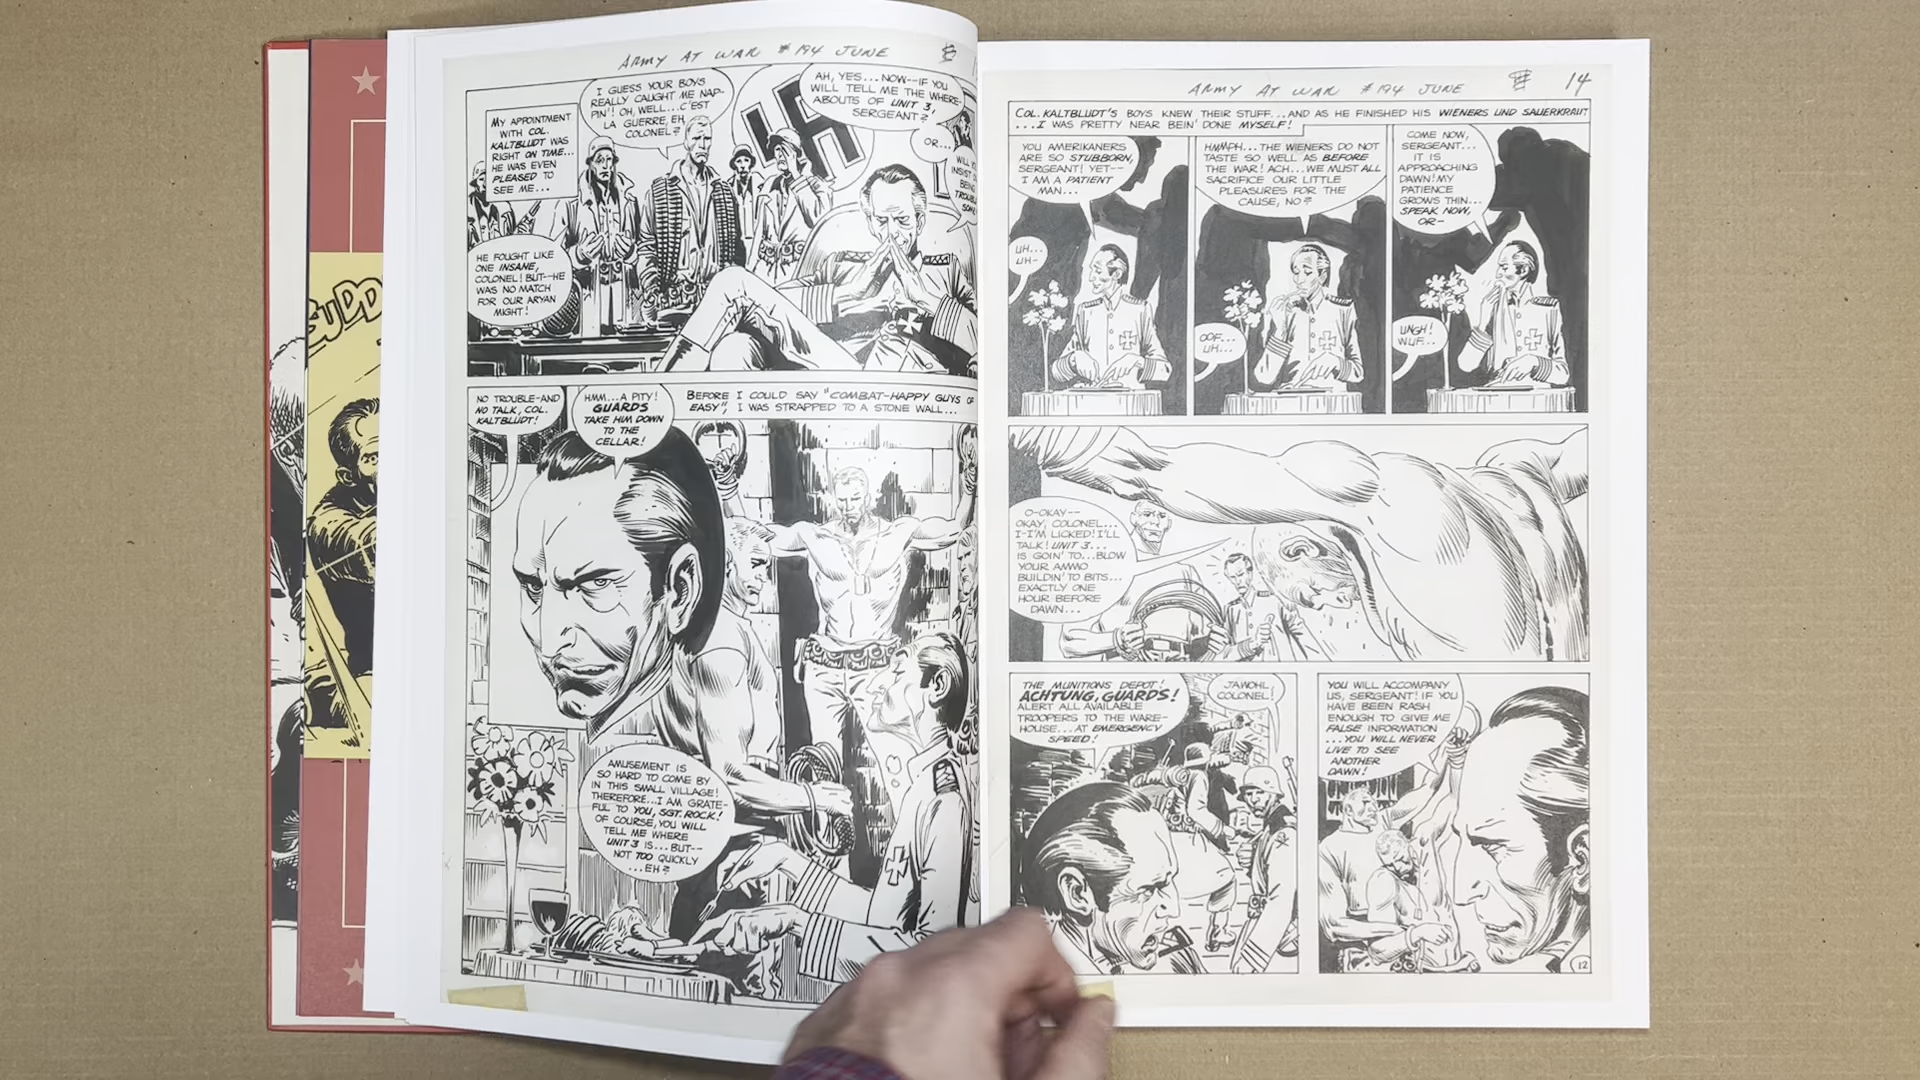 ARMY AT WAR # 194 JUNE
MY APPOINTMENT
WITH COL.
KALTBLUDT WAS
RIGHT ON TIME...
HE WAS EVEN
PLEASED TO
SEE ME...
I GUESS YOUR BOYS
REALLY CAUGHT ME NAP-
PIN'! OH, WELL...C'EST
LA GUERRE, EH,
COLONEL?
AH, YES...NOW--IF YOU
WILL TELL ME THE WHERE-
ABOUTS OF UNIT 3,
SERGEANT?
OR...
HE FOUGHT LIKE
ONE INSANE,
COLONEL! BUT--HE
WAS NO MATCH
FOR OUR ARYAN
MIGHT!
NO TROUBLE-AND
NO TALK, COL.
KALTBLUDT!
HMM...A PITY!
GUARDS
TAKE HIM DOWN
TO THE
CELLAR!
BEFORE I COULD SAY "COMBAT-HAPPY GUYS OF
EASY", I WAS STRAPPED TO A STONE WALL...
AMUSEMENT IS
SO HARD TO COME BY
IN THIS SMALL VILLAGE!
THEREFORE...I AM GRATE-
FUL TO YOU, SGT. ROCK!
OF COURSE, YOU WILL
TELL ME WHERE
UNIT 3 IS...BUT--
NOT TOO QUICKLY
...EH?
ARMY AT WAR # 194 JUNE
14
COL. KALTBLUDT'S BOYS KNEW THEIR STUFF...AND AS HE FINISHED HIS WIENERS UND SAUERKRAUT
...I WAS PRETTY NEAR BEIN' DONE MYSELF!
YOU AMERIKANERS
ARE SO STUBBORN,
SERGEANT! YET--
I AM A PATIENT
MAN...
UH...
UH-
HMMPH...THE WIENERS DO NOT
TASTE SO WELL AS BEFORE
THE WAR! ACH...WE MUST ALL
SACRIFICE OUR LITTLE
PLEASURES FOR THE
CAUSE, NO?
OOF...
UH...
COME NOW,
SERGEANT...
IT IS
APPROACHING
DAWN! MY
PATIENCE
GROWS THIN...
SPEAK NOW,
OR-
UNGH!
WUF...
O-OKAY--
OKAY, COLONEL...
I-I'M LICKED! I'LL
TALK! UNIT 3...
IS GOIN' TO...BLOW
YOUR AMMO
BUILDIN' TO BITS...
EXACTLY ONE
HOUR BEFORE
DAWN...
THE MUNITIONS DEPOT!
ACHTUNG, GUARDS!
ALERT ALL AVAILABLE
TROOPERS TO THE WARE-
HOUSE...AT EMERGENCY
SPEED!
JAWOHL
COLONEL!
YOU WILL ACCOMPANY
US, SERGEANT! IF YOU
HAVE BEEN RASH
ENOUGH TO GIVE ME
FALSE INFORMATION
...YOU WILL NEVER
LIVE TO SEE
ANOTHER
DAWN!
12